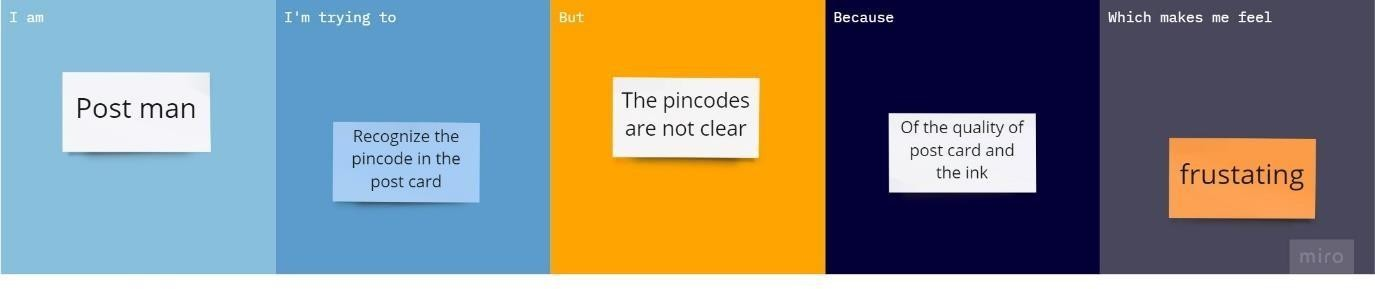 I am
Post man
I'm trying to
Recognize the
pincode in the
post card
But
The pincodes
are not clear
Because
Of the quality of
post card and
the ink
Which makes me feel
frustating
miro